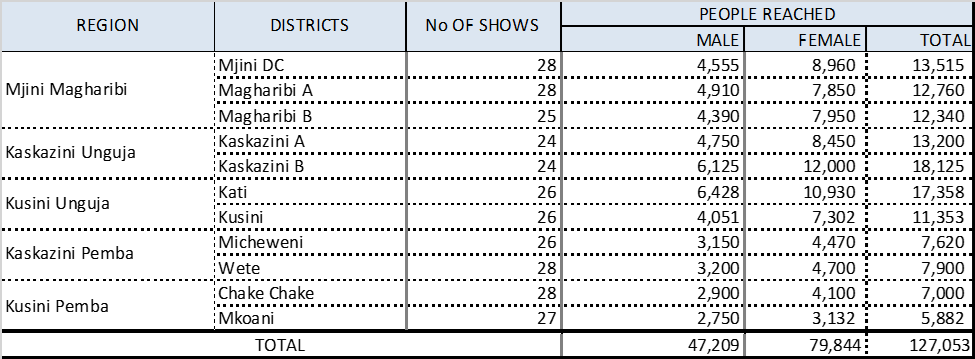 REGION DISTRICTS No OF SHOWS PEOPLE REACHED
MALE FEMALE TOTAL
Mjini Magharibi
Mjini DC 28 4,555 8,960 13,515
Magharibi A 28 4,910 7,850 12,760
Magharibi B 25 4,390 7,950 12,340
Kaskazini Unguja
Kaskazini A 24 4,750 8,450 13,200
Kaskazini B 24 6,125 12,000 18,125
Kusini Unguja
Kati 26 6,428 10,930 17,358
Kusini 26 4,051 7,302 11,353
Kaskazini Pemba
Micheweni 26 3,150 4,470 7,620
Wete 28 3,200 4,700 7,900
Kusini Pemba
Chake Chake 28 2,900 4,100 7,000
Mkoani 27 2,750 3,132 5,882
TOTAL 47,209 79,844 127,053